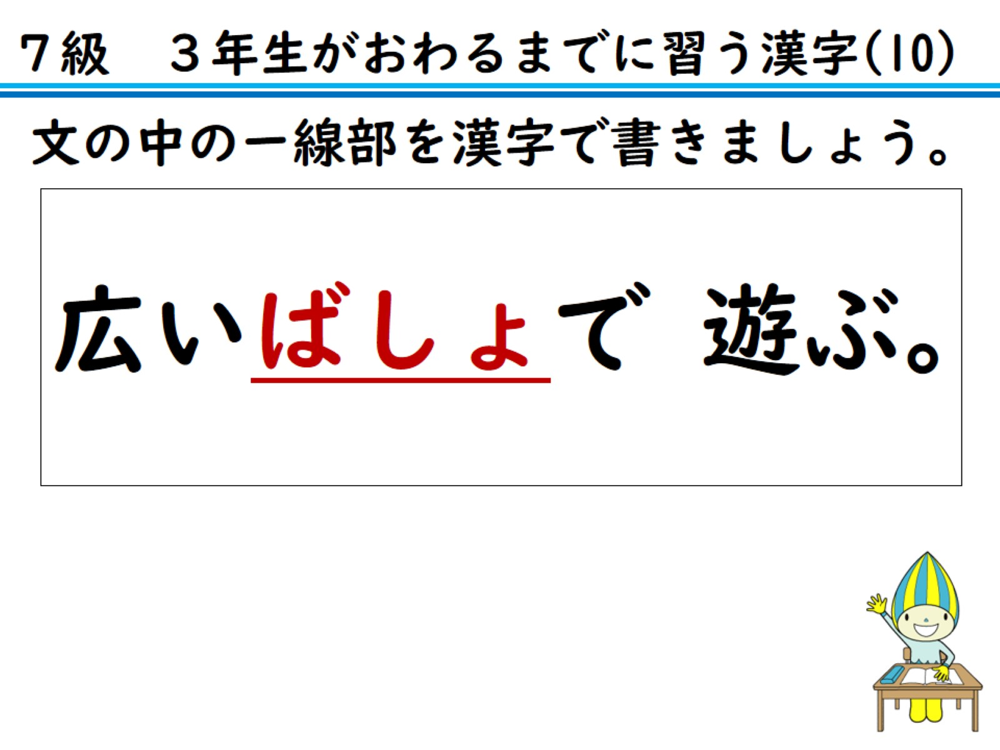 ７級　３年生がおわるまでに習う漢字(10)
文の中の一線部を漢字で書きましょう。
広いばしょで 遊ぶ。